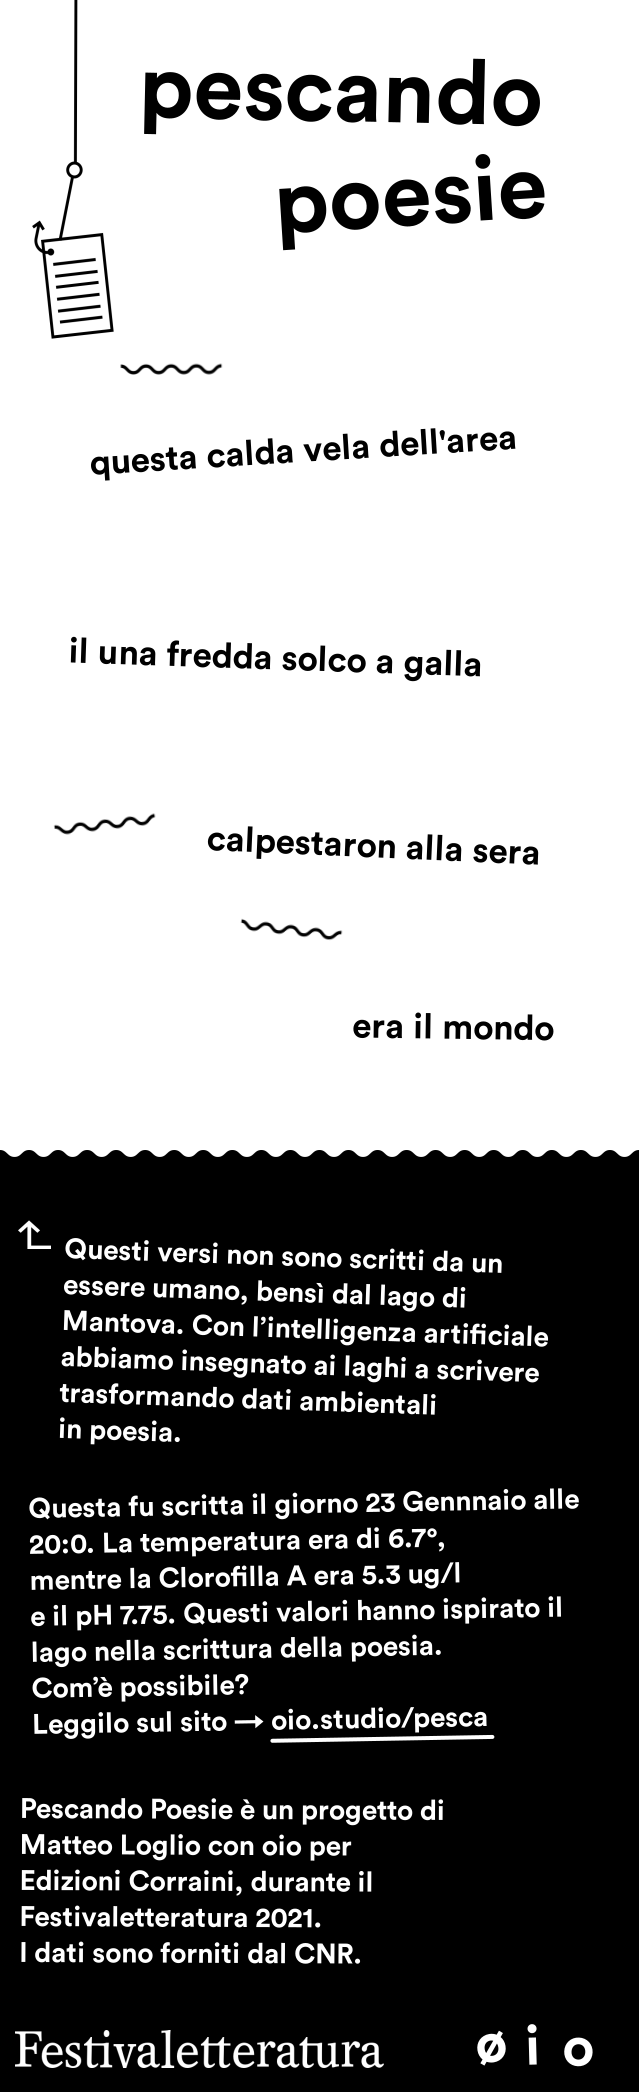 pescando
poesie
questa calda vela dell'area
il una fredda solco a galla
calpestaron alla sera
era il mondo
Questi versi non sono scritti da un
essere umano, bensì dal lago di
Mantova. Con l’intelligenza artificiale
abbiamo insegnato ai laghi a scrivere
trasformando dati ambientali
in poesia.
Questa fu scritta il giorno 23 Gennnaio alle
20:0. La temperatura era di 6.7°,
mentre la Clorofilla A era 5.3 ug/l
e il pH 7.75. Questi valori hanno ispirato il
lago nella scrittura della poesia.
Com’è possibile?
Leggilo sul sito → oio.studio/pesca
Pescando Poesie è un progetto di
Matteo Loglio con oio per
Edizioni Corraini, durante il
Festivaletteratura 2021.
I dati sono forniti dal CNR.
Festivaletteratura ø i o